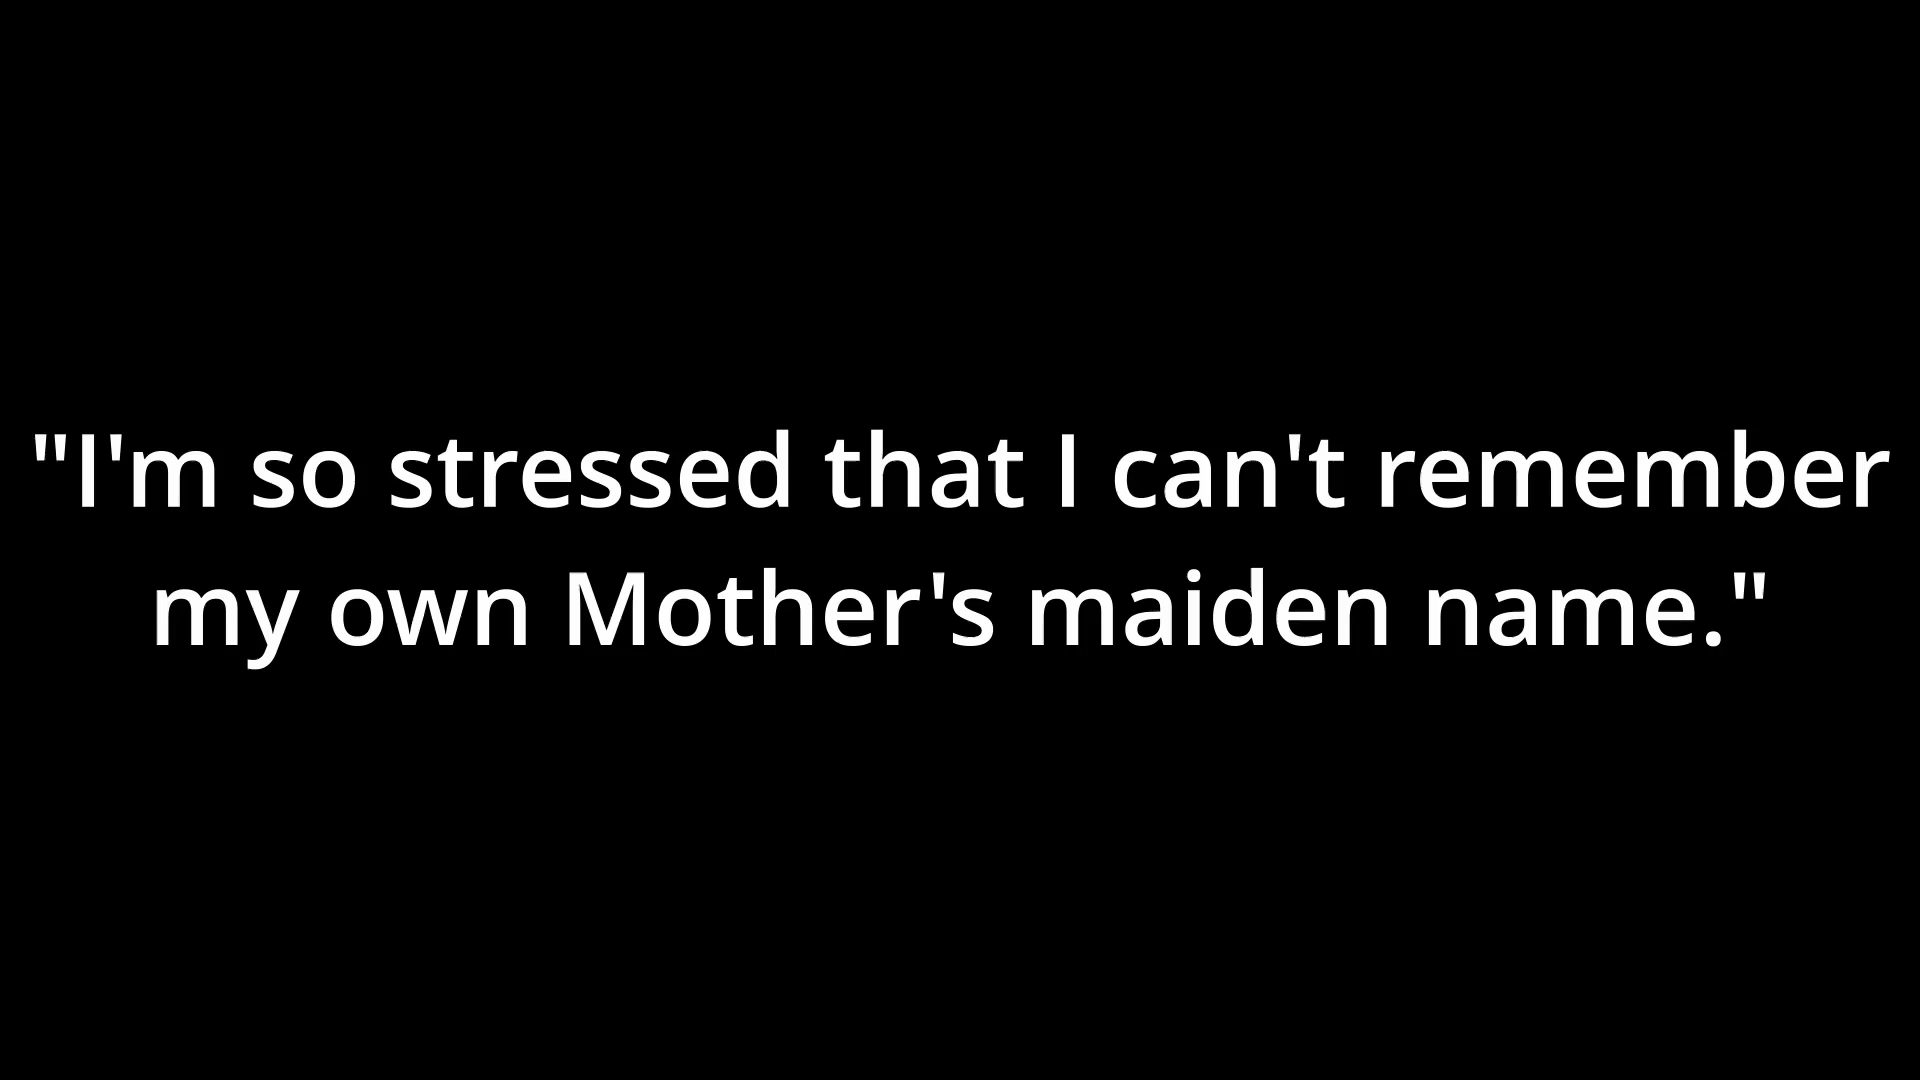 "I'm so stressed that I can't remember
my own Mother's maiden name."